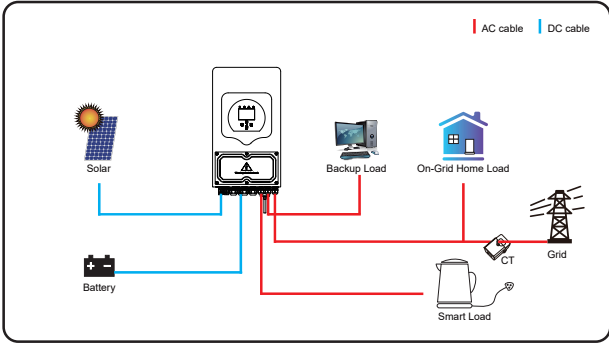 AC cable
DC cable
Solar
Backup Load
On-Grid Home Load
CT
Grid
Battery
Smart Load